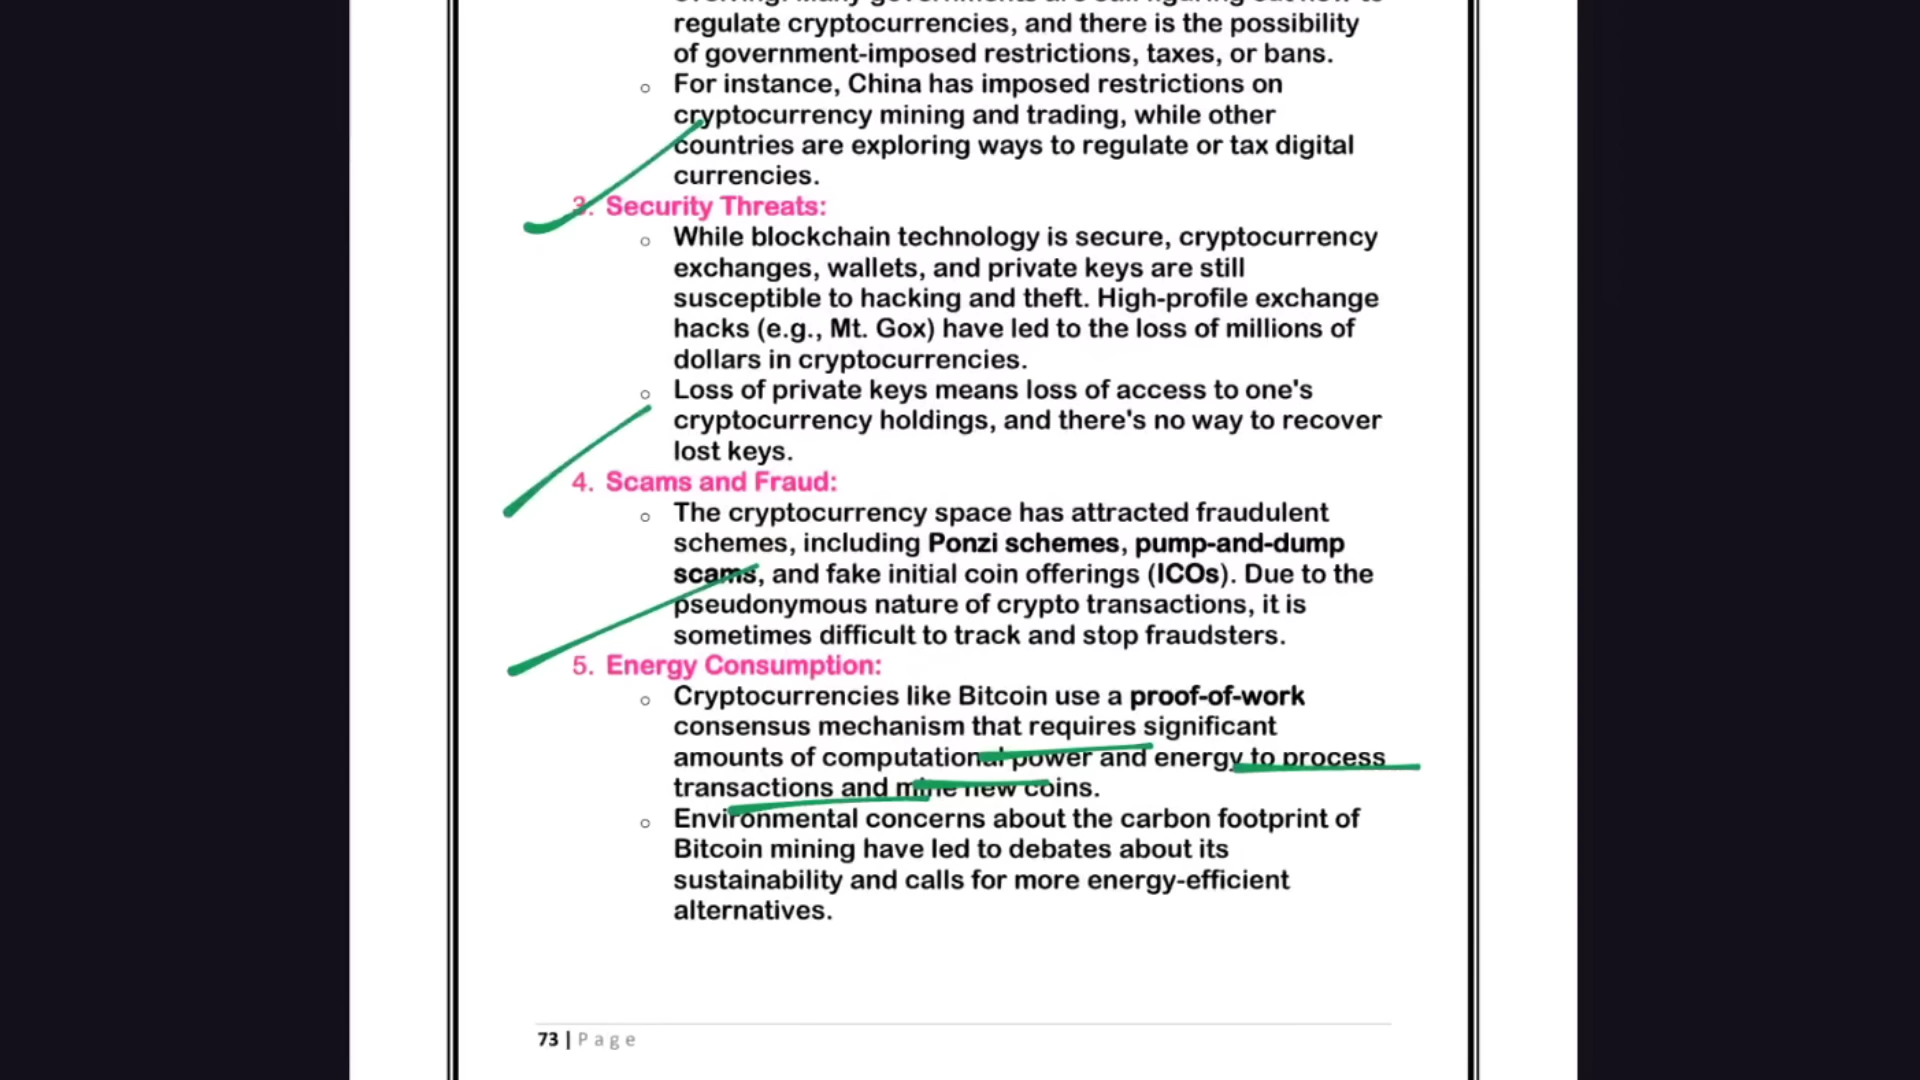 regulate cryptocurrencies, and there is the possibility
of government-imposed restrictions, taxes, or bans.
o For instance, China has imposed restrictions on
cryptocurrency mining and trading, while other
countries are exploring ways to regulate or tax digital
currencies.
3. Security Threats:
o While blockchain technology is secure, cryptocurrency
exchanges, wallets, and private keys are still
susceptible to hacking and theft. High-profile exchange
hacks (e.g., Mt. Gox) have led to the loss of millions of
dollars in cryptocurrencies.
o Loss of private keys means loss of access to one's
cryptocurrency holdings, and there's no way to recover
lost keys.
4. Scams and Fraud:
o The cryptocurrency space has attracted fraudulent
schemes, including Ponzi schemes, pump-and-dump
scams, and fake initial coin offerings (ICOs). Due to the
pseudonymous nature of crypto transactions, it is
sometimes difficult to track and stop fraudsters.
5. Energy Consumption:
o Cryptocurrencies like Bitcoin use a proof-of-work
consensus mechanism that requires significant
amounts of computational power and energy to process
transactions and mine new coins.
o Environmental concerns about the carbon footprint of
Bitcoin mining have led to debates about its
sustainability and calls for more energy-efficient
alternatives.
73 | Page